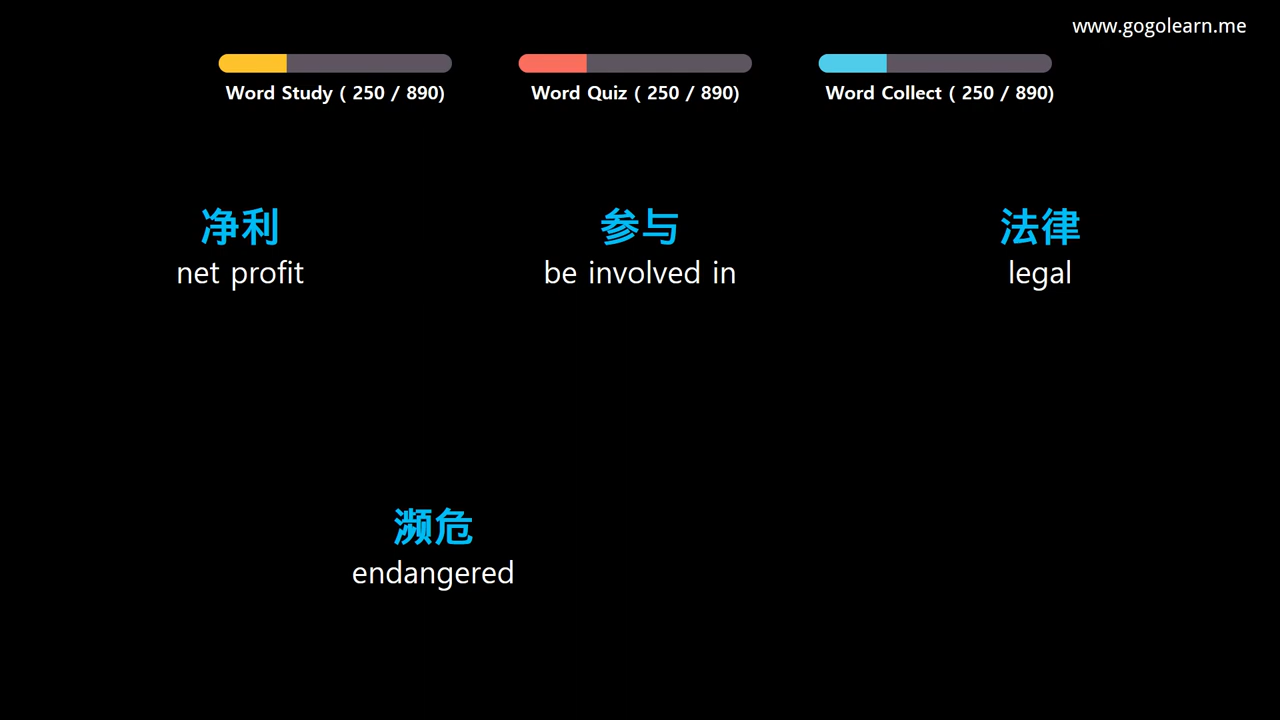 www.gogolearn.me
Word Study ( 250 / 890)
Word Quiz ( 250 / 890)
Word Collect ( 250 / 890)
净利
net profit
参与
be involved in
法律
legal
濒危
endangered